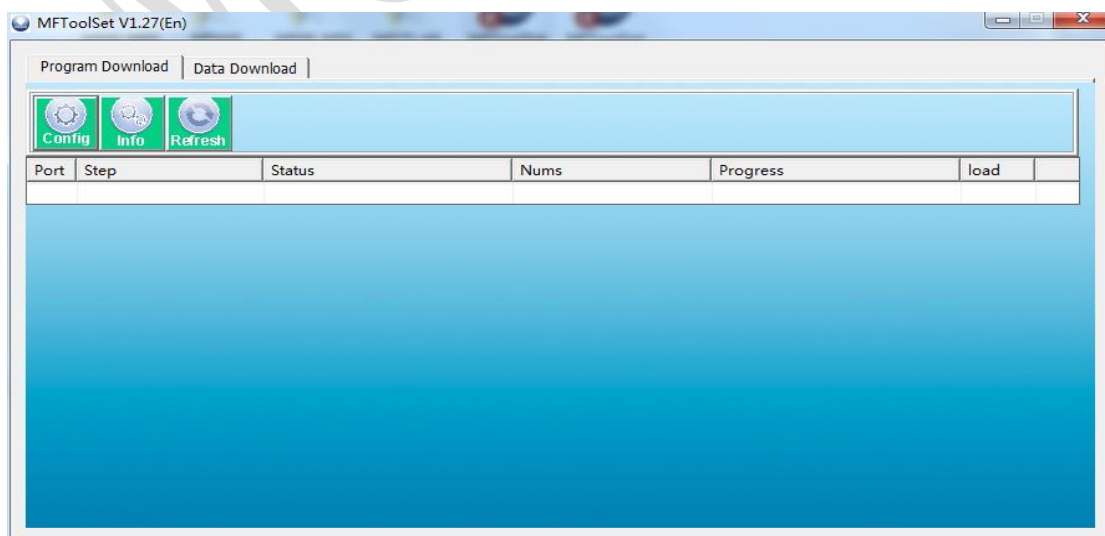 MFToolSet V1.27(En)
Program Download Data Download
Config Info Refresh
Port Step Status Nums Progress load